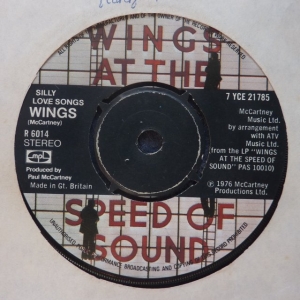 WINGS
AT THE
SILLY
LOVE SONGS
WINGS
(McCartney)
R 6014
STEREO
EMI
Produced by
Paul McCartney
Made in Gt. Britain
7 YCE 21785
McCartney
Music Ltd.
by arrangement
with ATV
Music Ltd.
(from the LP "WINGS
AT THE SPEED OF
SOUND" PAS 10010)
℗ 1976 McCartney
Productions Ltd.
SPEED OF
SOUND